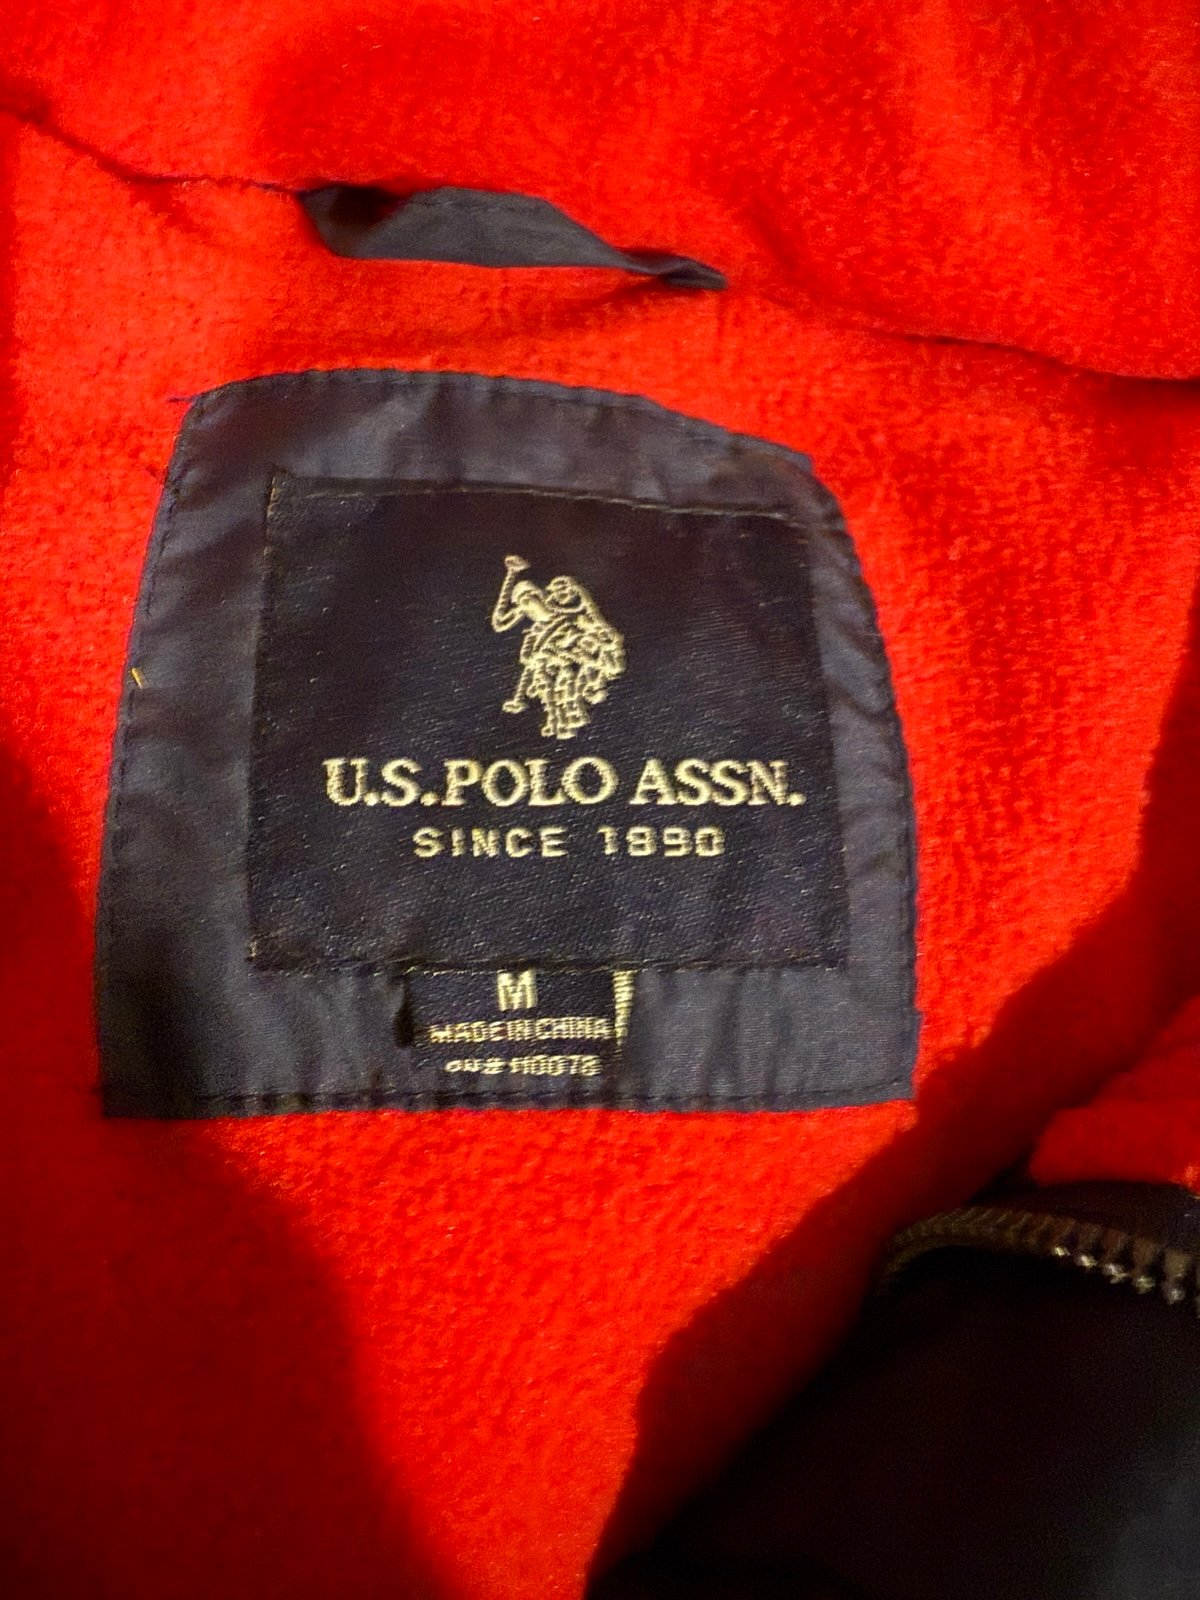 U.S. POLO ASSN.
SINCE 1890
M
MADE IN CHINA